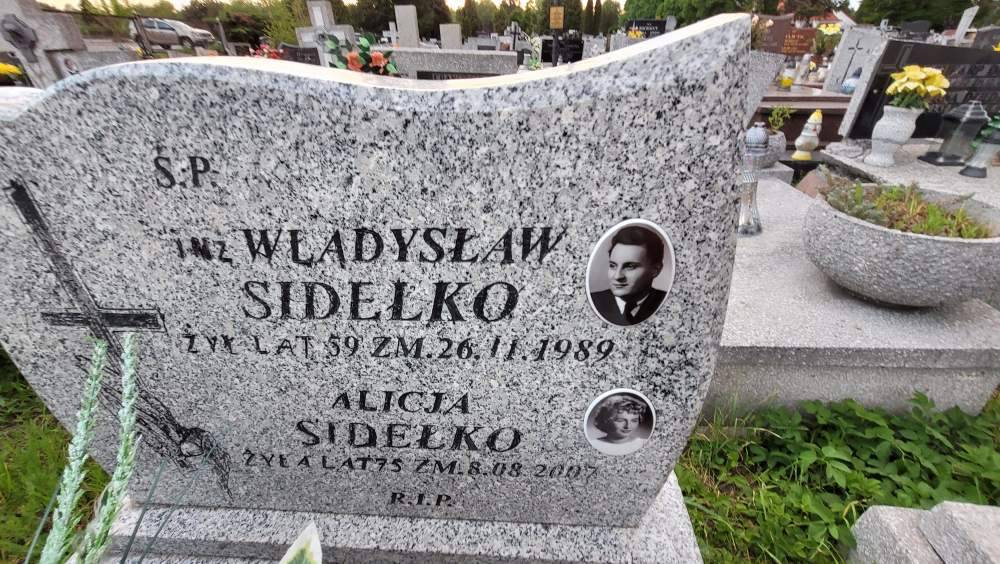 Ś.P.
inż WŁADYSŁAW
SIDEŁKO
ŻYŁ LAT 59 ZM.26.11.1989
ALICJA
SIDEŁKO
ŻYŁA LAT 75 ZM.8.08 2007
R.I.P.